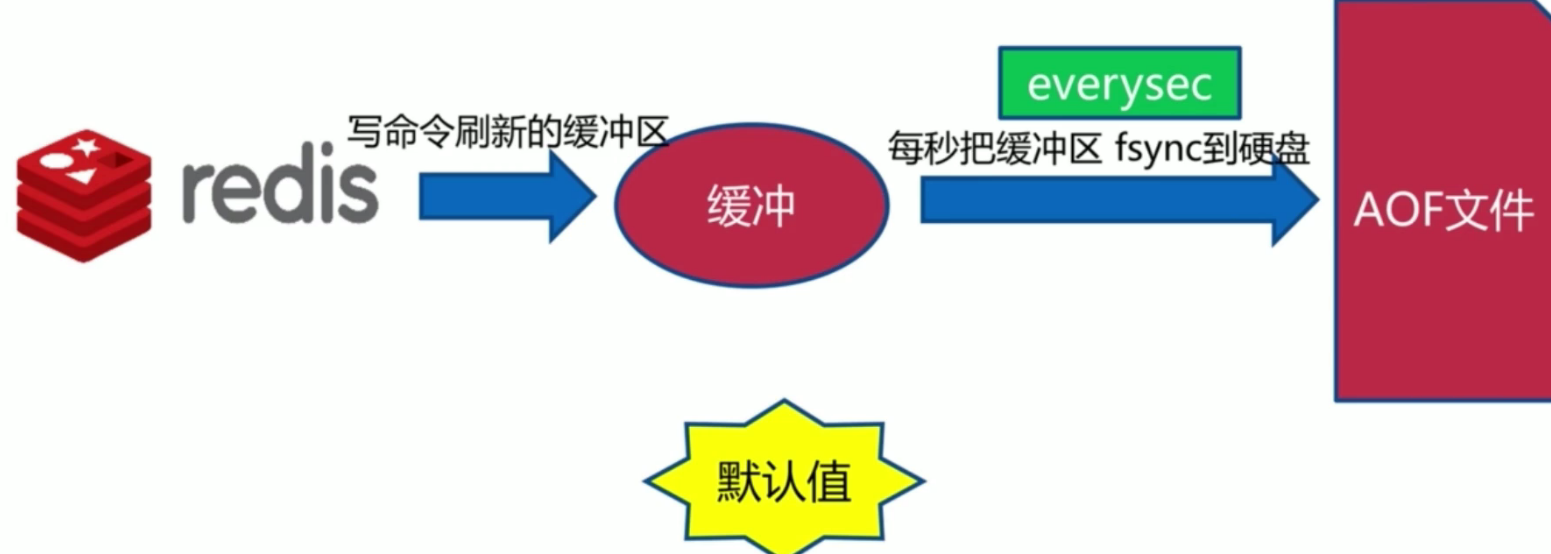 everysec
写命令刷新的缓冲区
每秒把缓冲区 fsync到硬盘
redis
缓冲
AOF文件
默认值